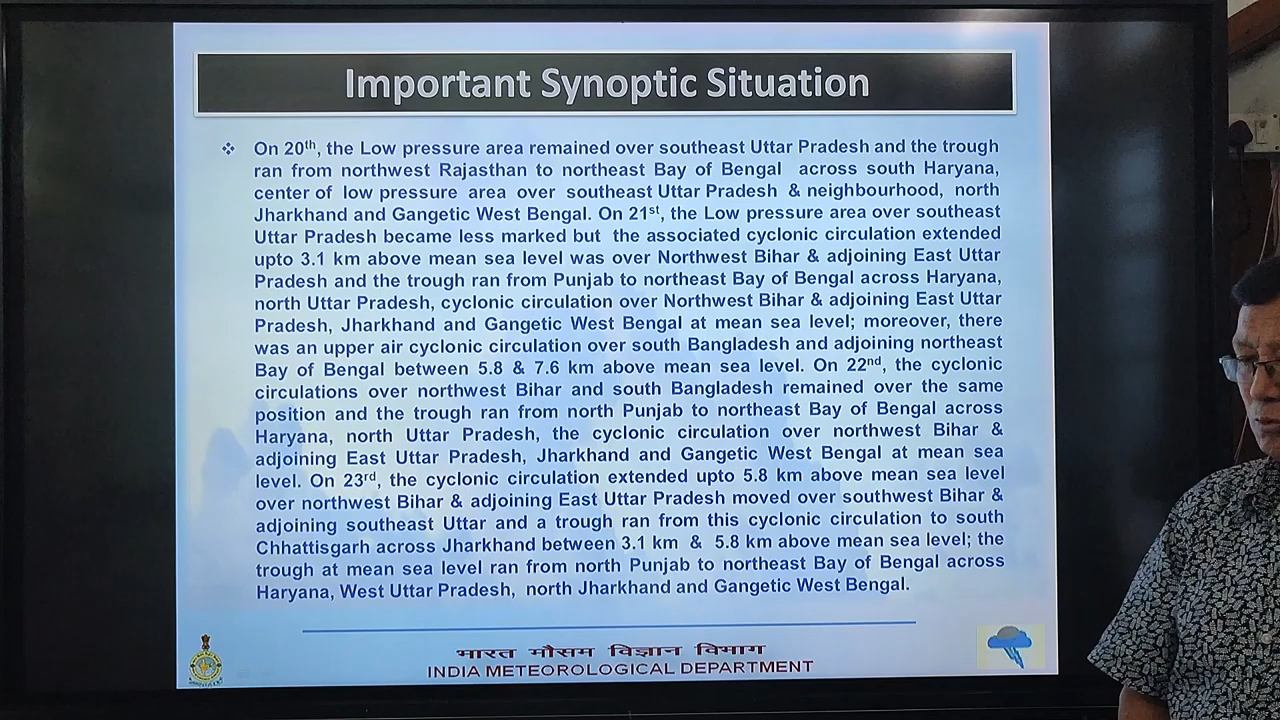 Important Synoptic Situation
❖ On 20th, the Low pressure area remained over southeast Uttar Pradesh and the trough
ran from northwest Rajasthan to northeast Bay of Bengal across south Haryana,
center of low pressure area over southeast Uttar Pradesh & neighbourhood, north
Jharkhand and Gangetic West Bengal. On 21st, the Low pressure area over southeast
Uttar Pradesh became less marked but the associated cyclonic circulation extended
upto 3.1 km above mean sea level was over Northwest Bihar & adjoining East Uttar
Pradesh and the trough ran from Punjab to northeast Bay of Bengal across Haryana,
north Uttar Pradesh, cyclonic circulation over Northwest Bihar & adjoining East Uttar
Pradesh, Jharkhand and Gangetic West Bengal at mean sea level; moreover, there
was an upper air cyclonic circulation over south Bangladesh and adjoining northeast
Bay of Bengal between 5.8 & 7.6 km above mean sea level. On 22nd, the cyclonic
circulations over northwest Bihar and south Bangladesh remained over the same
position and the trough ran from north Punjab to northeast Bay of Bengal across
Haryana, north Uttar Pradesh, the cyclonic circulation over northwest Bihar &
adjoining East Uttar Pradesh, Jharkhand and Gangetic West Bengal at mean sea
level. On 23rd, the cyclonic circulation extended upto 5.8 km above mean sea level
over northwest Bihar & adjoining East Uttar Pradesh moved over southwest Bihar &
adjoining southeast Uttar and a trough ran from this cyclonic circulation to south
Chhattisgarh across Jharkhand between 3.1 km & 5.8 km above mean sea level; the
trough at mean sea level ran from north Punjab to northeast Bay of Bengal across
Haryana, West Uttar Pradesh, north Jharkhand and Gangetic West Bengal.
भारत मौसम विज्ञान विभाग
INDIA METEOROLOGICAL DEPARTMENT